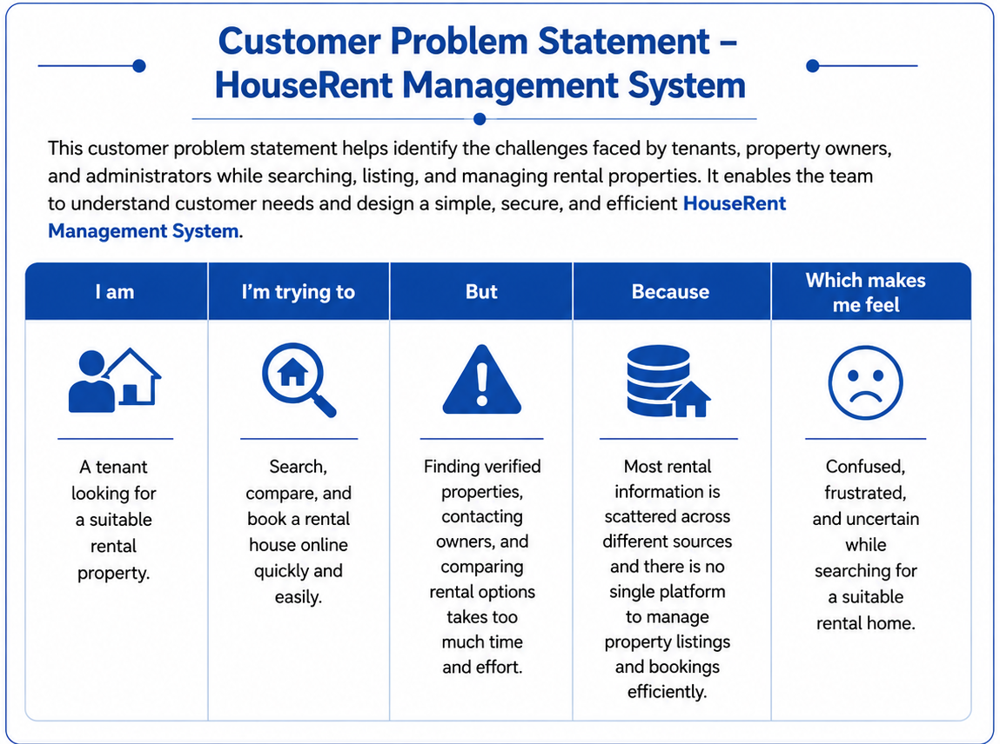 Customer Problem Statement –
HouseRent Management System
This customer problem statement helps identify the challenges faced by tenants, property owners,
and administrators while searching, listing, and managing rental properties. It enables the team
to understand customer needs and design a simple, secure, and efficient HouseRent
Management System.
I am
I’m trying to
But
Because
Which makes
me feel
A tenant
looking for
a suitable
rental
property.
Search,
compare, and
book a rental
house online
quickly and
easily.
Finding verified
properties,
contacting
owners, and
comparing
rental options
takes too
much time
and effort.
Most rental
information is
scattered across
different sources
and there is no
single platform
to manage
property listings
and bookings
efficiently.
Confused,
frustrated,
and uncertain
while
searching for
a suitable
rental home.